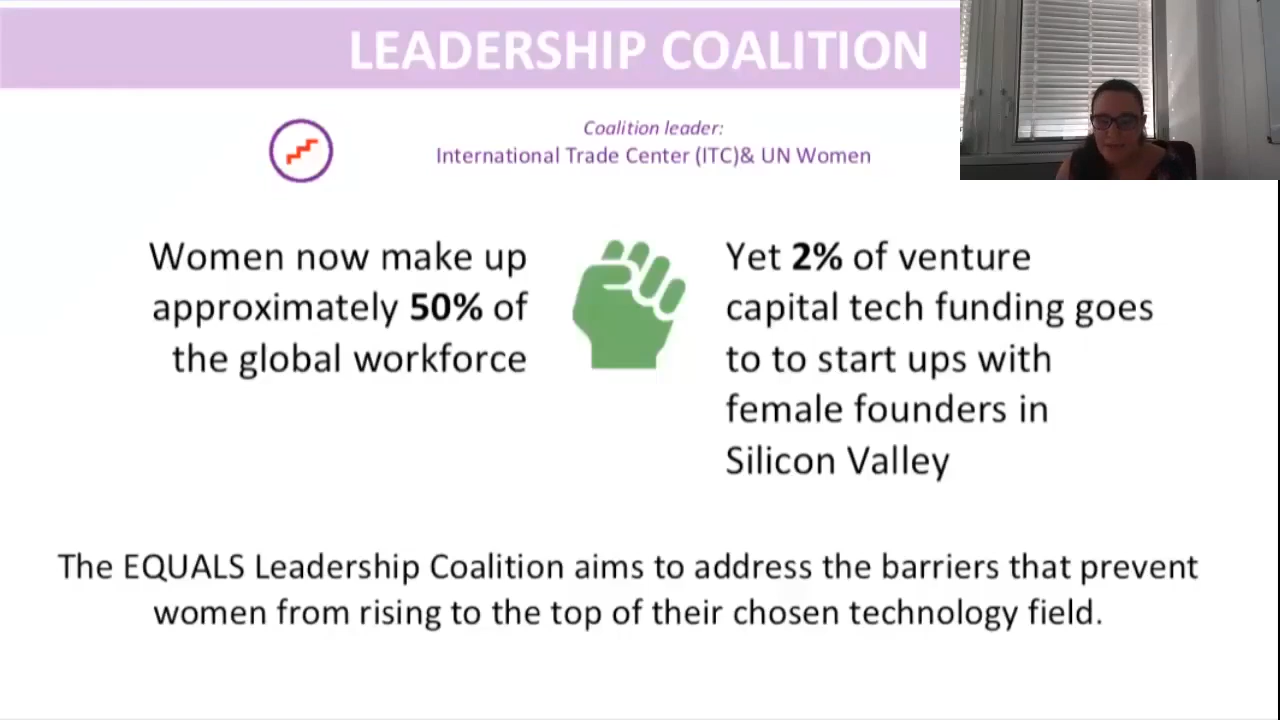 LEADERSHIP COALITION
Coalition leader:
International Trade Center (ITC)& UN Women
Women now make up
approximately 50% of
the global workforce
Yet 2% of venture
capital tech funding goes
to to start ups with
female founders in
Silicon Valley
The EQUALS Leadership Coalition aims to address the barriers that prevent
women from rising to the top of their chosen technology field.